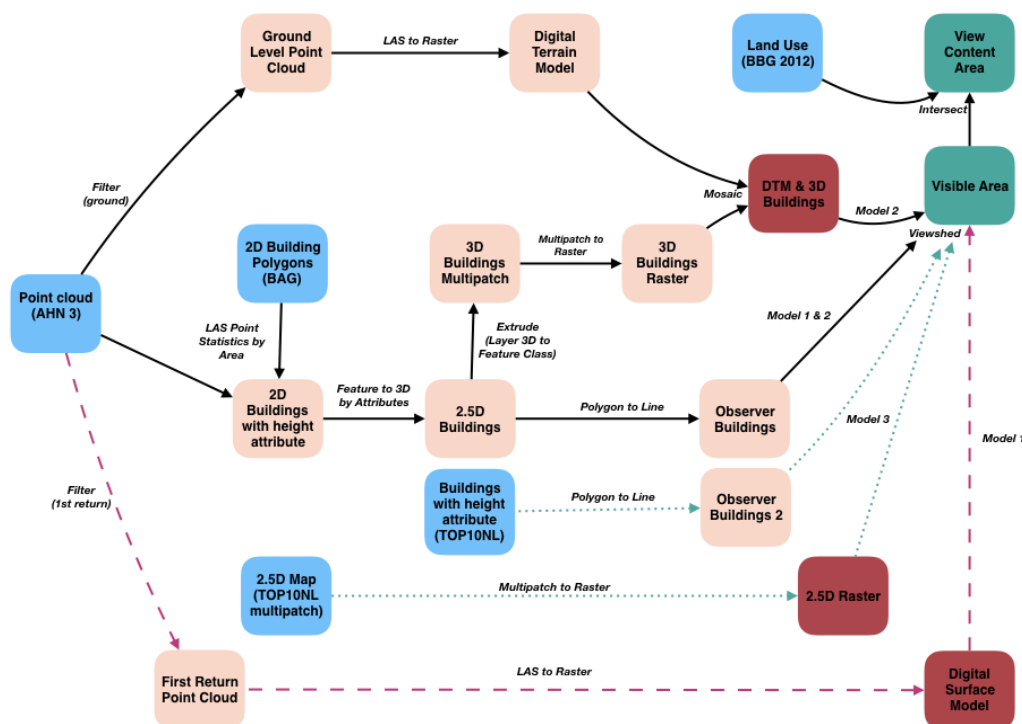 Ground
Level Point
Cloud
LAS to Raster
Digital
Terrain
Model
Land Use
(BBG 2012)
View
Content
Area
Intersect
Filter
(ground)
Mosaic
DTM & 3D
Buildings
Model 2
Visible Area
Viewshed
2D Building
Polygons
(BAG)
3D
Buildings
Multipatch
Multipatch to
Raster
3D
Buildings
Raster
Point cloud
(AHN 3)
LAS Point
Statistics by
Area
Extrude
(Layer 3D to
Feature Class)
Model 1 & 2
2D
Buildings
with height
attribute
Feature to 3D
by Attributes
2.5D
Buildings
Polygon to Line
Observer
Buildings
Model 3
Model 1
Filter
(1st return)
Buildings
with height
attribute
(TOP10NL)
Polygon to Line
Observer
Buildings 2
2.5D Map
(TOP10NL
multipatch)
Multipatch to Raster
2.5D Raster
First Return
Point Cloud
LAS to Raster
Digital
Surface
Model